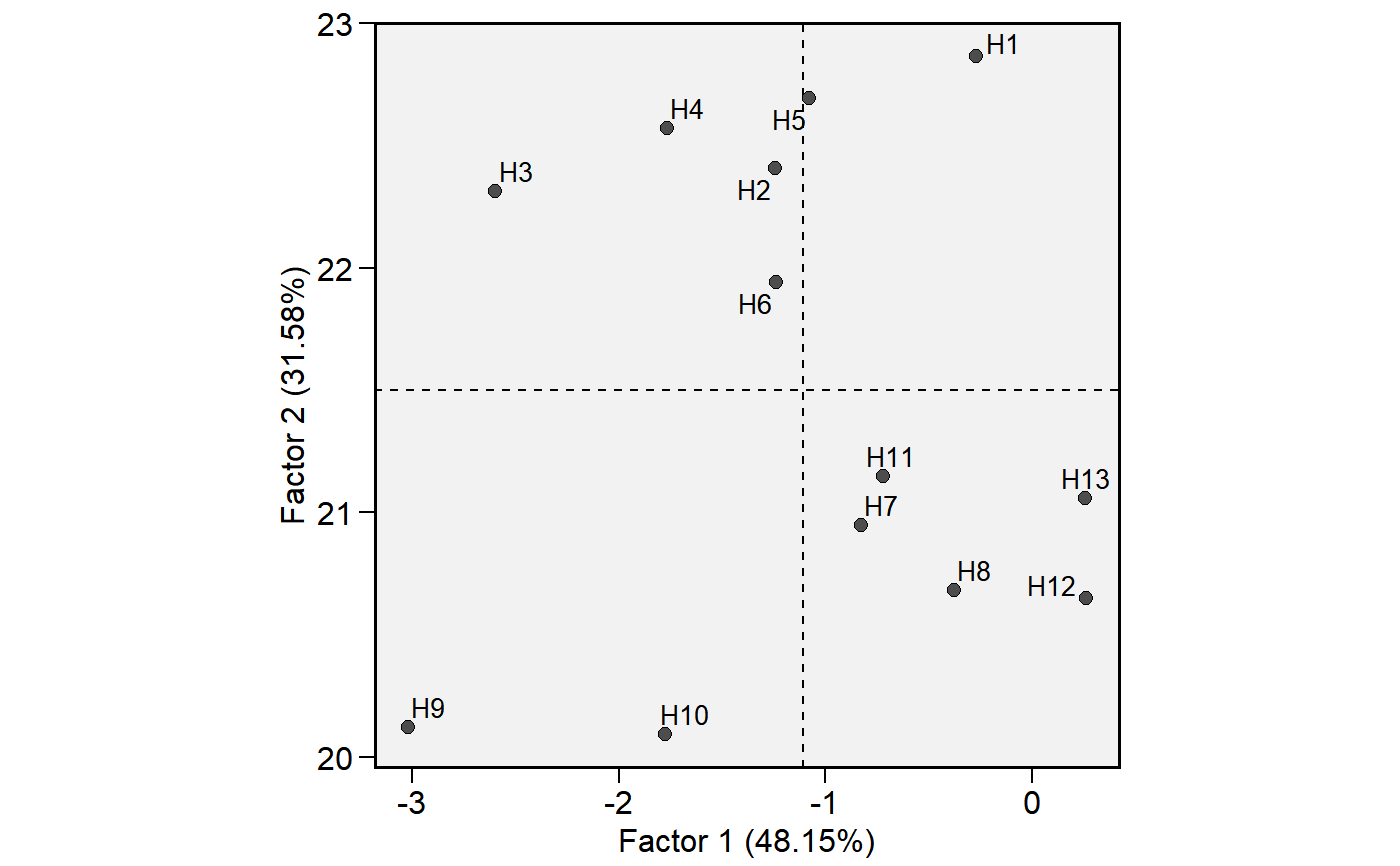 23
H1
H4
H5
H3
H2
22
H6
Factor 2 (31.58%)
H11
H13
H7
21
H8
H12
H9
H10
20
-3
-2
-1
0
Factor 1 (48.15%)